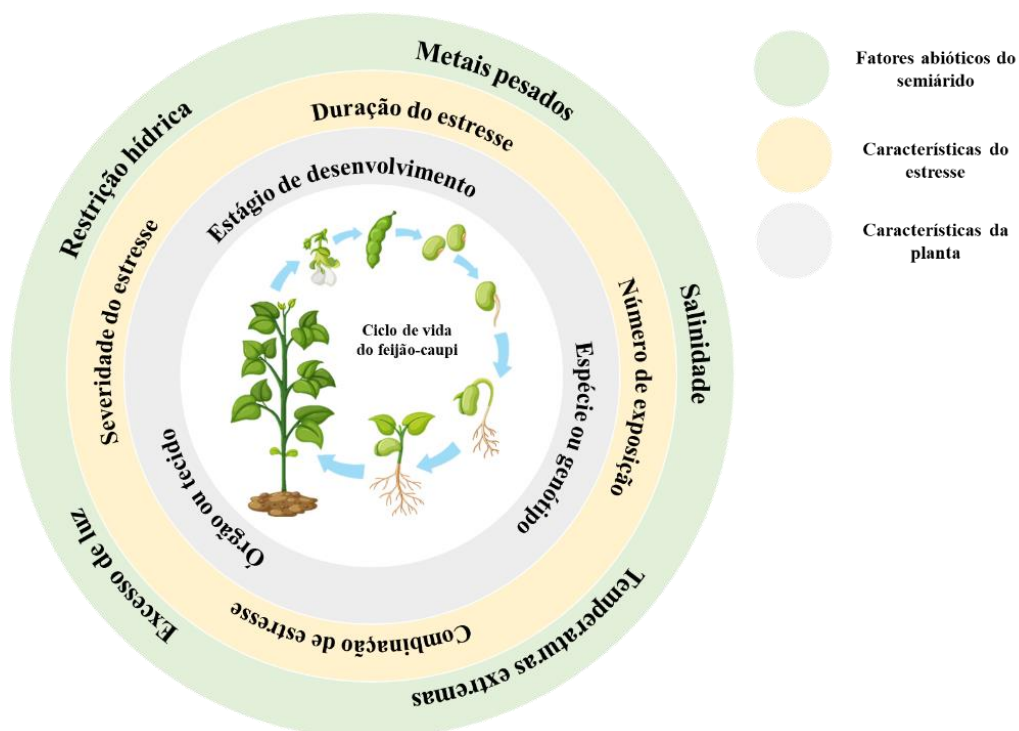 Metais pesados
Restrição hídrica
Salinidade
Excesso de luz
Temperaturas extremas
Duração do estresse
Severidade do estresse
Número de exposição
Combinação de estresse
Estágio de desenvolvimento
Órgão ou tecido
Espécie ou genótipo
Ciclo de vida
do feijão-caupi
Fatores abióticos do
semiárido
Características do
estresse
Características da
planta